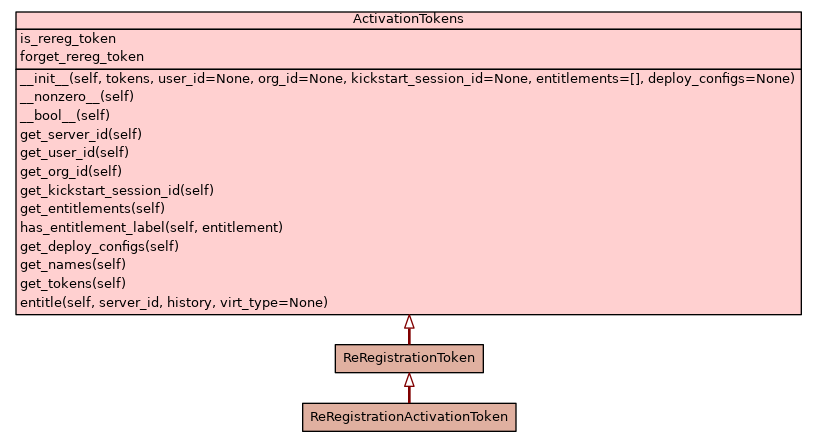 ActivationTokens
is_rereg_token
forget_rereg_token
__init__(self, tokens, user_id=None, org_id=None, kickstart_session_id=None, entitlements=[], deploy_configs=None)
__nonzero__(self)
__bool__(self)
get_server_id(self)
get_user_id(self)
get_org_id(self)
get_kickstart_session_id(self)
get_entitlements(self)
has_entitlement_label(self, entitlement)
get_deploy_configs(self)
get_names(self)
get_tokens(self)
entitle(self, server_id, history, virt_type=None)
ReRegistrationToken
ReRegistrationActivationToken